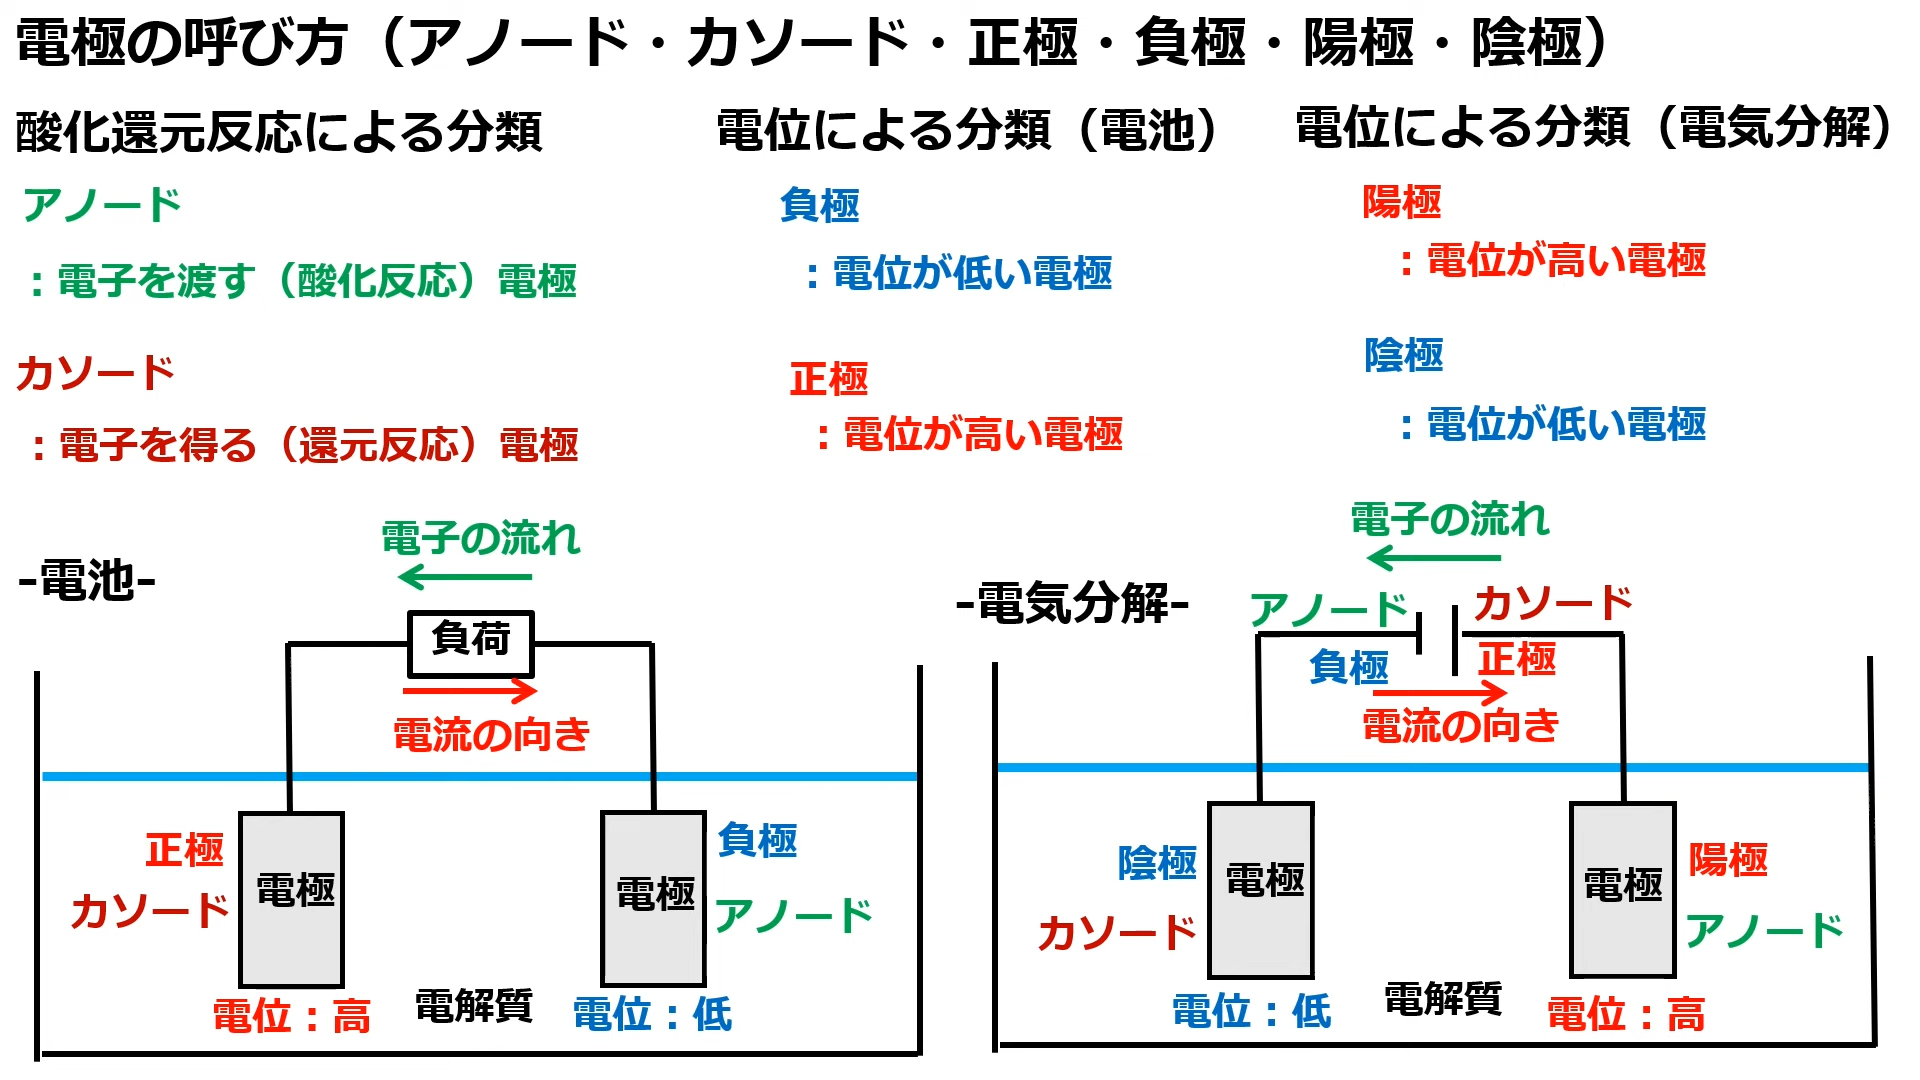 電極の呼び方（アノード・カソード・正極・負極・陽極・陰極）
酸化還元反応による分類
アノード
：電子を渡す（酸化反応）電極
カソード
：電子を得る（還元反応）電極
電位による分類（電池）
負極
：電位が低い電極
正極
：電位が高い電極
電位による分類（電気分解）
陽極
：電位が高い電極
陰極
：電位が低い電極
-電池-
電子の流れ
負荷
電流の向き
正極
カソード
電極
電位：高
電解質
電極
負極
アノード
電位：低
-電気分解-
電子の流れ
アノード
カソード
負極
正極
電流の向き
陰極
カソード
電極
電位：低
電解質
電極
陽極
アノード
電位：高